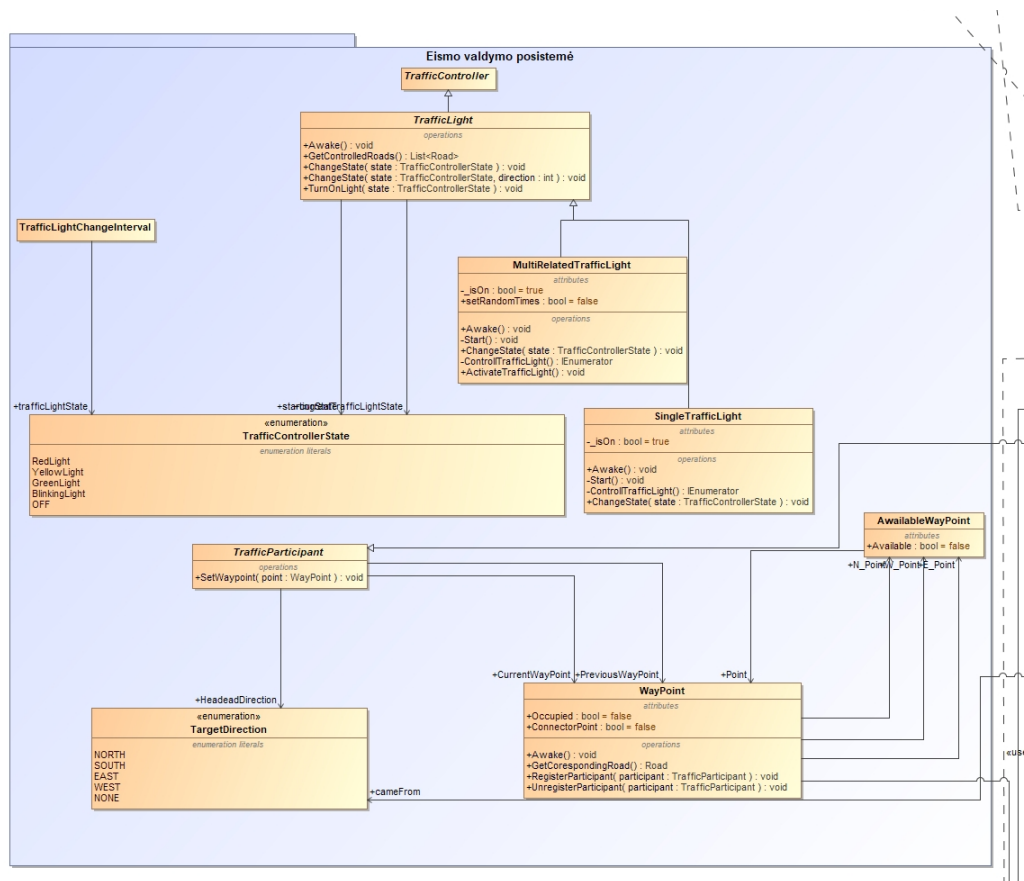 Eismo valdymo posistemė
TrafficController
TrafficLight
operations
+Awake() : void
+GetControlledRoads() : List<Road>
+ChangeState( state : TrafficControllerState ) : void
+ChangeState( state : TrafficControllerState, direction : int ) : void
+TurnOnLight( state : TrafficControllerState ) : void
TrafficLightChangeInterval
MultiRelatedTrafficLight
attributes
-_isOn : bool = true
+setRandomTimes : bool = false
operations
+Awake() : void
-Start() : void
+ChangeState( state : TrafficControllerState ) : void
-ControllTrafficLight() : IEnumerator
+ActivateTrafficLight() : void
+trafficLightState
TrafficLightState
«enumeration»
TrafficControllerState
enumeration literals
RedLight
YellowLight
GreenLight
BlinkingLight
OFF
SingleTrafficLight
attributes
-_isOn : bool = true
operations
+Awake() : void
-Start() : void
-ControllTrafficLight() : IEnumerator
+ChangeState( state : TrafficControllerState ) : void
AwailableWayPoint
attributes
+Available : bool = false
+N_Point W_Point +E_Point
TrafficParticipant
operations
+SetWaypoint( point : WayPoint ) : void
+CurrentWayPoint +PreviousWayPoint +Point
+HeadeadDirection
WayPoint
attributes
+Occupied : bool = false
+ConnectorPoint : bool = false
operations
+Awake() : void
+GetCorespondingRoad() : Road
+RegisterParticipant( participant : TrafficParticipant ) : void
+UnregisterParticipant( participant : TrafficParticipant ) : void
«enumeration»
TargetDirection
enumeration literals
NORTH
SOUTH
EAST
WEST
NONE
+cameFrom